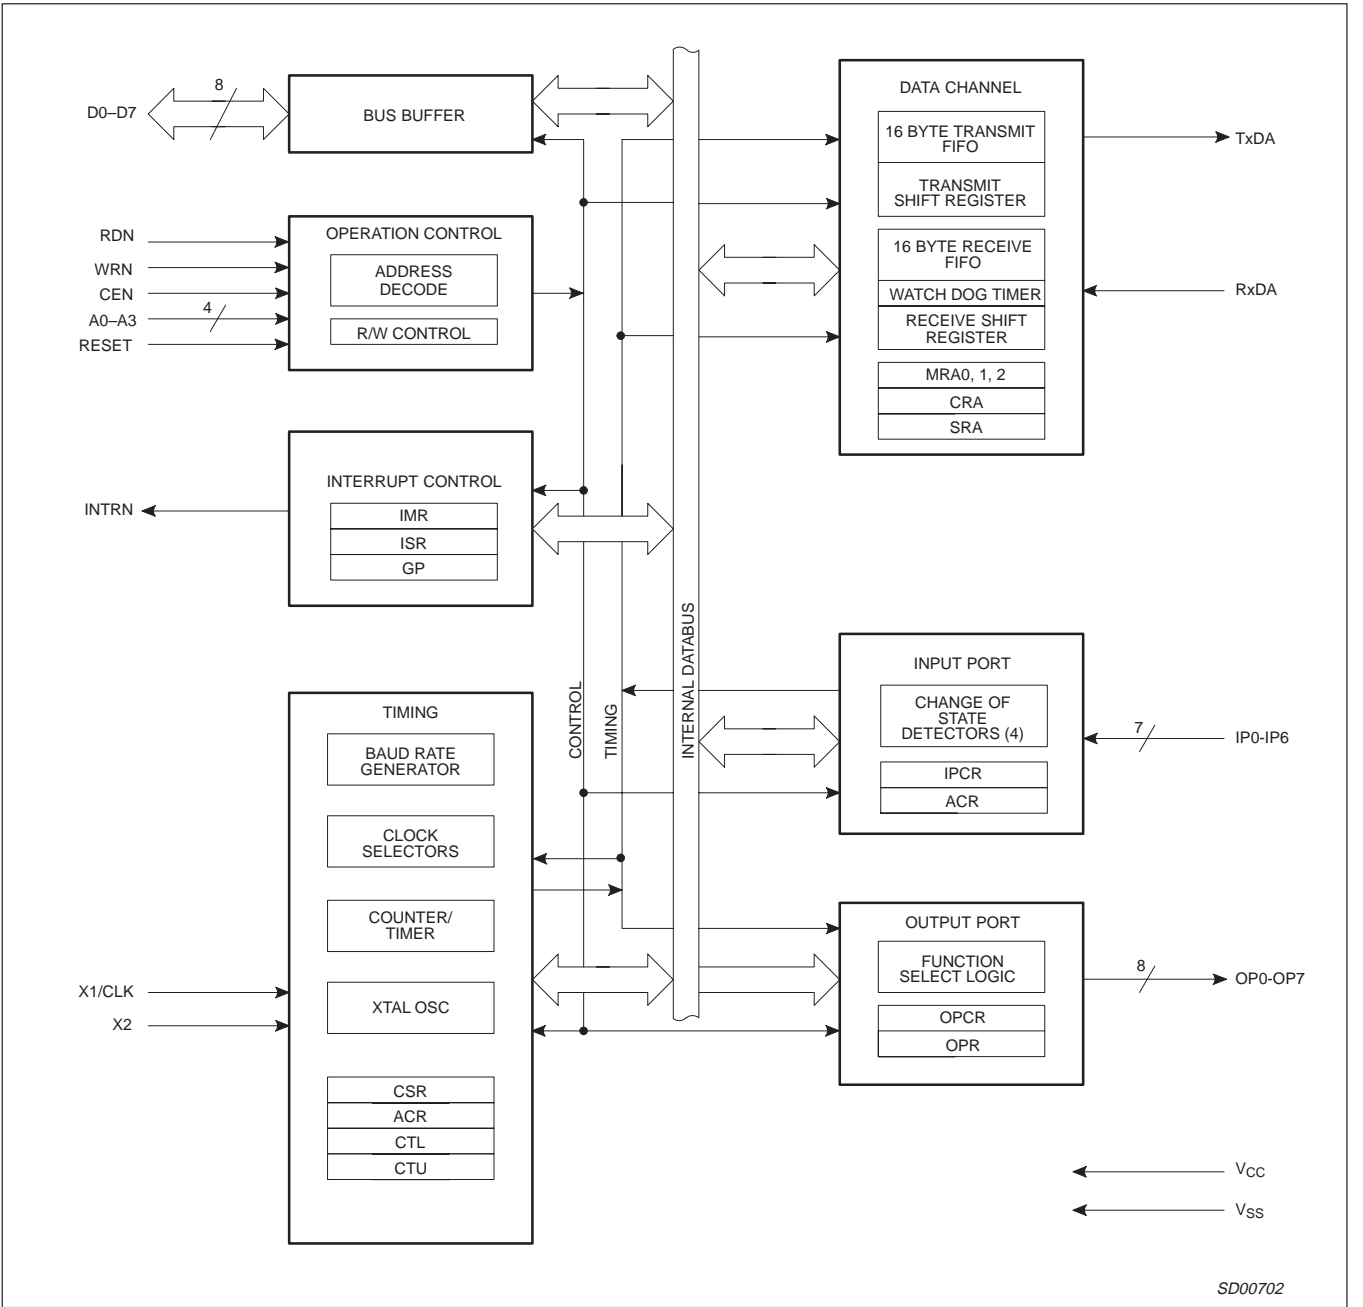 D0–D7
8
BUS BUFFER
RDN
WRN
CEN
A0–A3
4
RESET
OPERATION CONTROL
ADDRESS
DECODE
R/W CONTROL
INTRN
INTERRUPT CONTROL
IMR
ISR
GP
TIMING
BAUD RATE
GENERATOR
CLOCK
SELECTORS
COUNTER/
TIMER
X1/CLK
X2
XTAL OSC
CSR
ACR
CTL
CTU
CONTROL
TIMING
INTERNAL DATABUS
DATA CHANNEL
16 BYTE TRANSMIT
FIFO
TRANSMIT
SHIFT REGISTER
16 BYTE RECEIVE
FIFO
WATCH DOG TIMER
RECEIVE SHIFT
REGISTER
MRA0, 1, 2
CRA
SRA
TxDA
RxDA
INPUT PORT
CHANGE OF
STATE
DETECTORS (4)
IPCR
ACR
7
IP0-IP6
OUTPUT PORT
FUNCTION
SELECT LOGIC
OPCR
OPR
8
OP0-OP7
VCC
VSS
SD00702